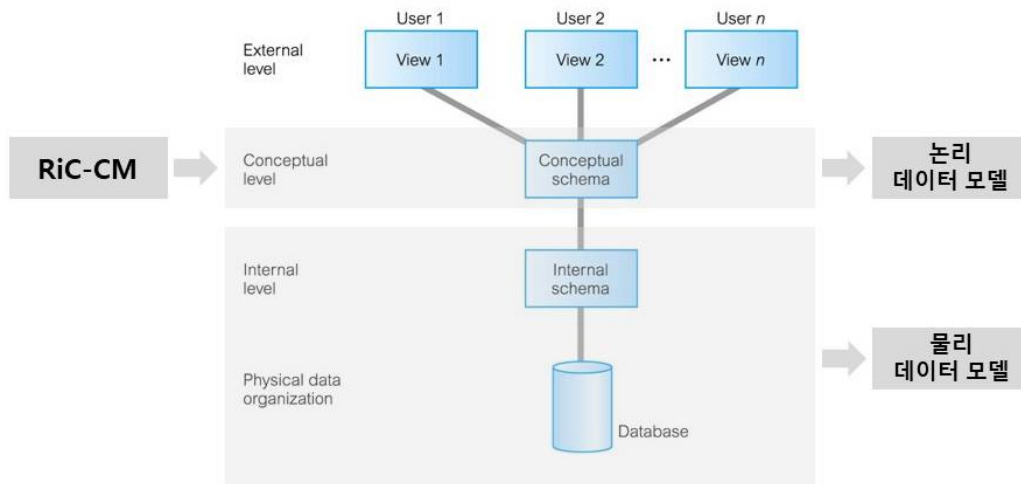 User 1
User 2
User n
External
level
View 1
View 2
...
View n
RiC-CM
Conceptual
level
Conceptual
schema
논리
데이터 모델
Internal
level
Internal
schema
물리
데이터 모델
Physical data
organization
Database